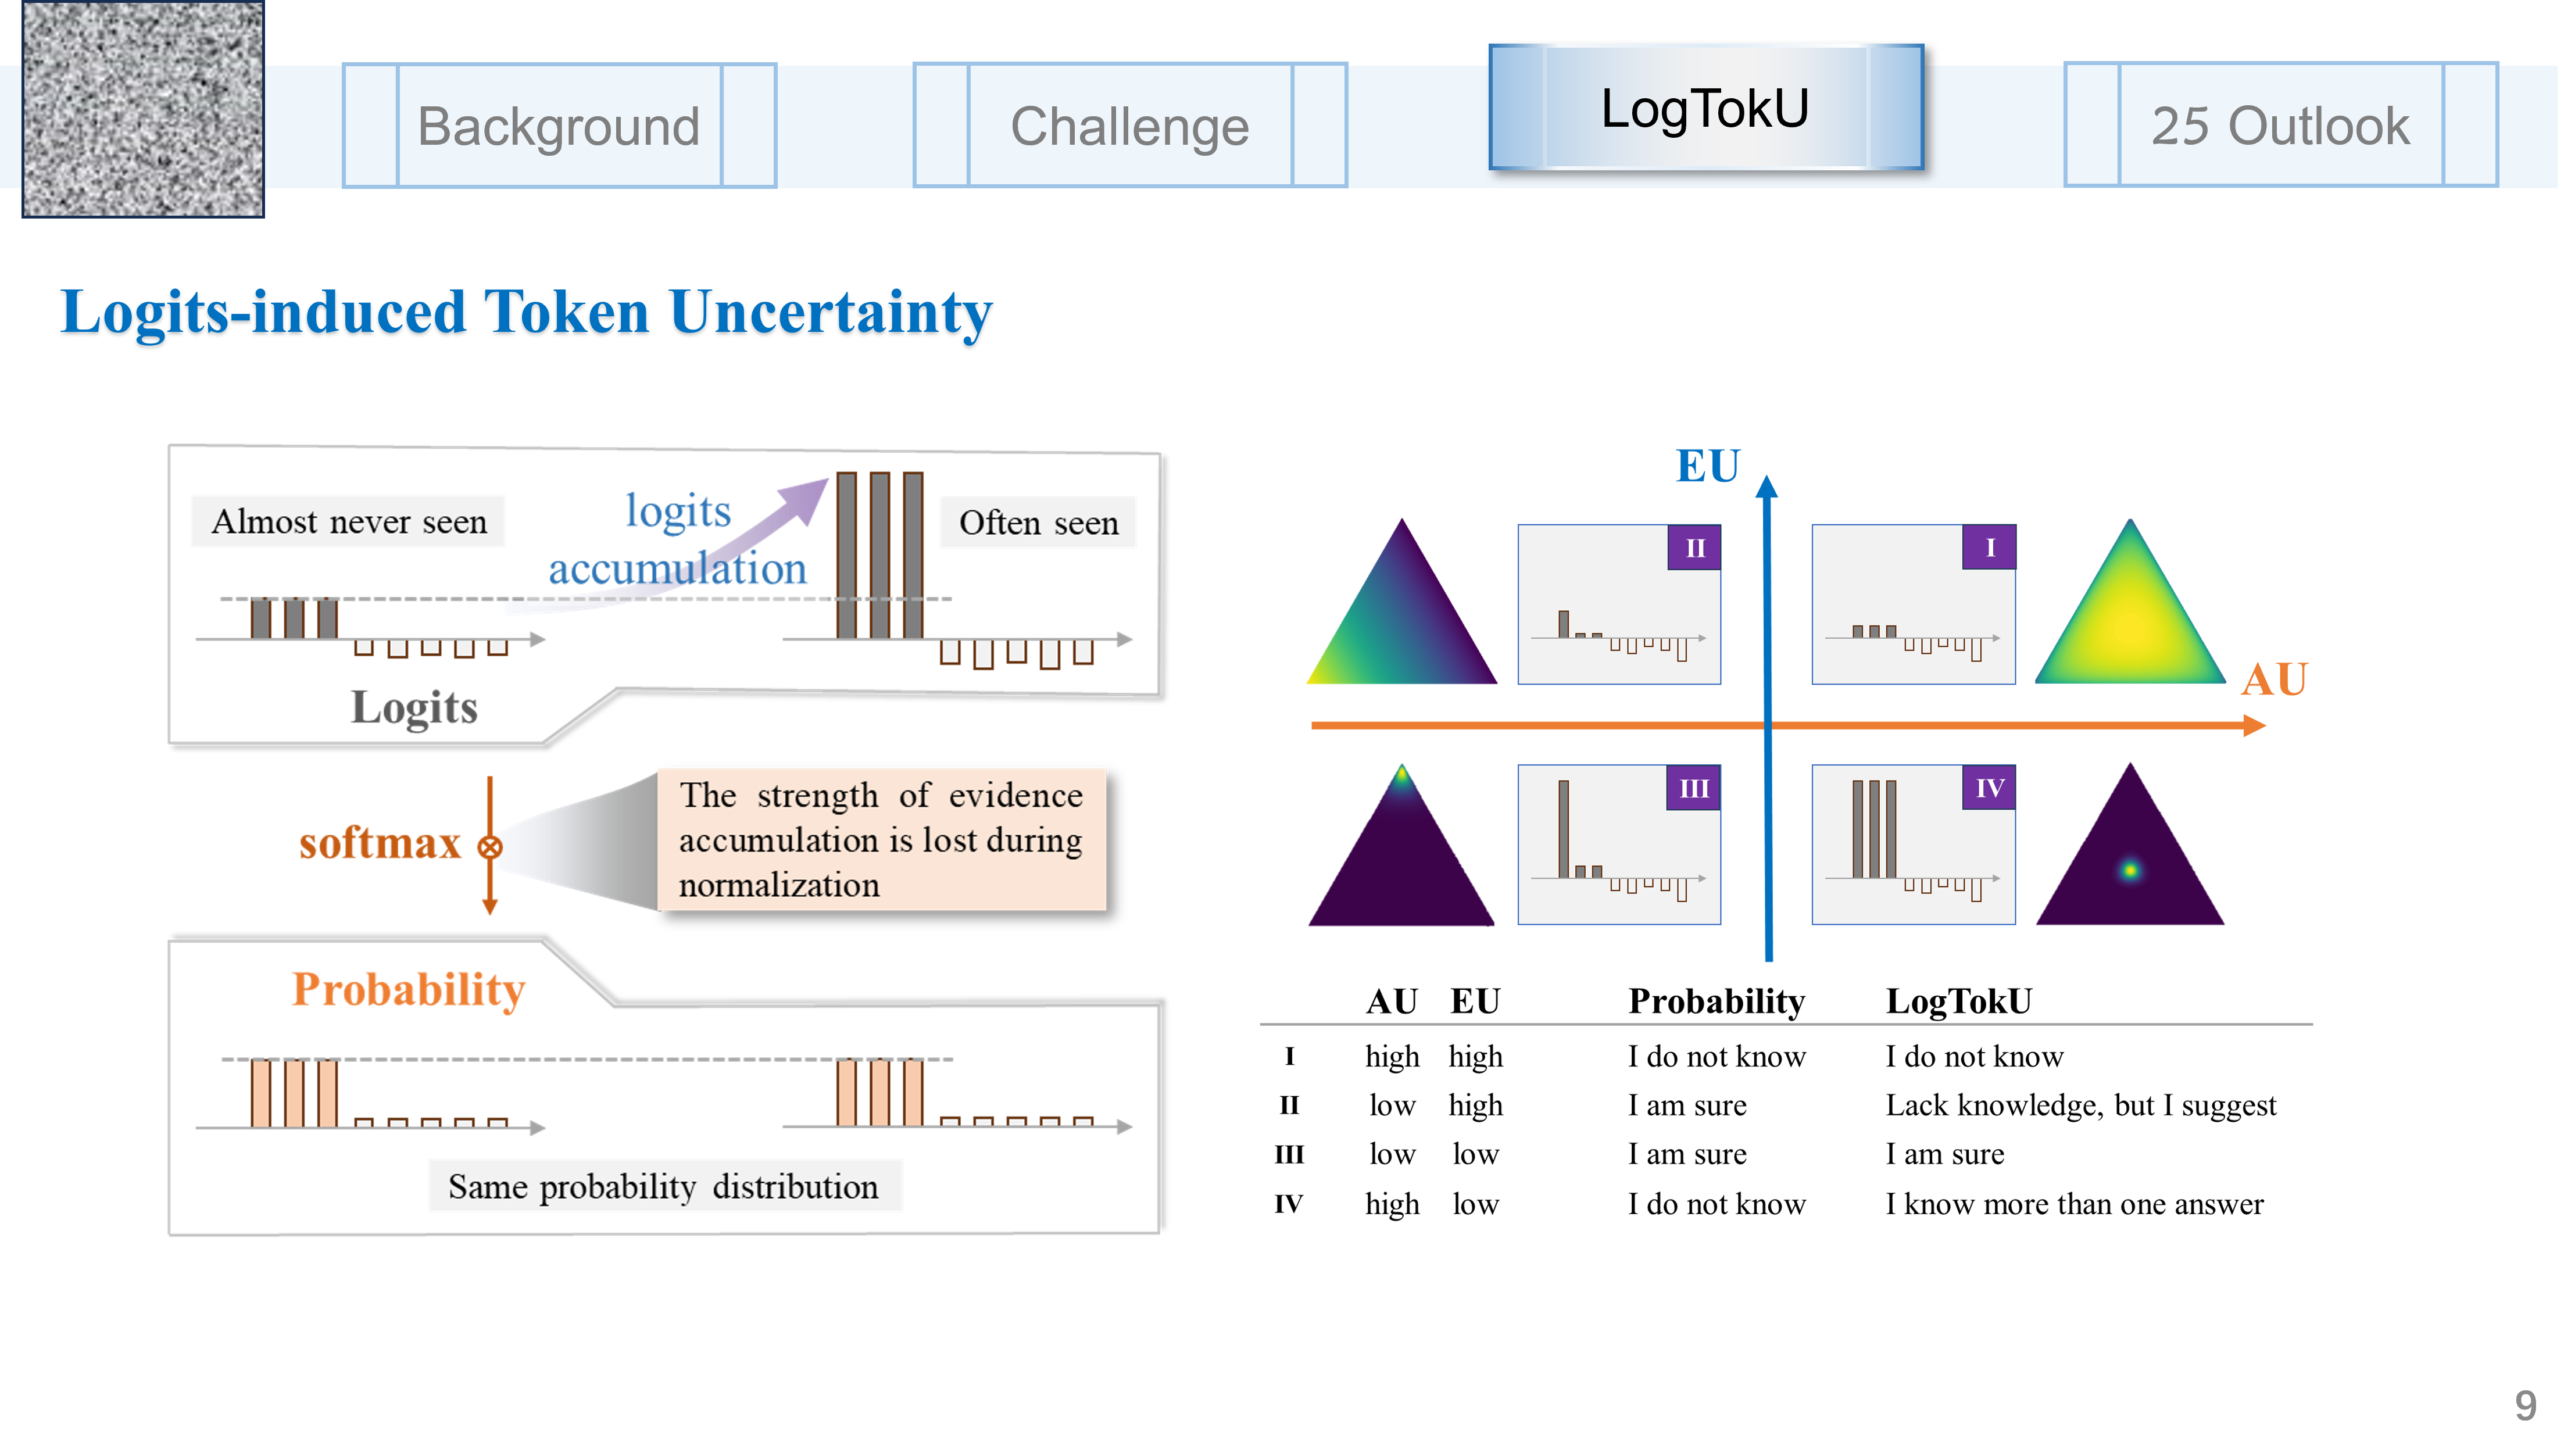 Background
Challenge
LogTokU
25 Outlook
Logits-induced Token Uncertainty
Almost never seen
logits
accumulation
Often seen
Logits
softmax
The strength of evidence
accumulation is lost during
normalization
Probability
Same probability distribution
EU
II
I
AU
III
IV
AU EU Probability LogTokU
I high high I do not know I do not know
II low high I am sure Lack knowledge, but I suggest
III low low I am sure I am sure
IV high low I do not know I know more than one answer
9